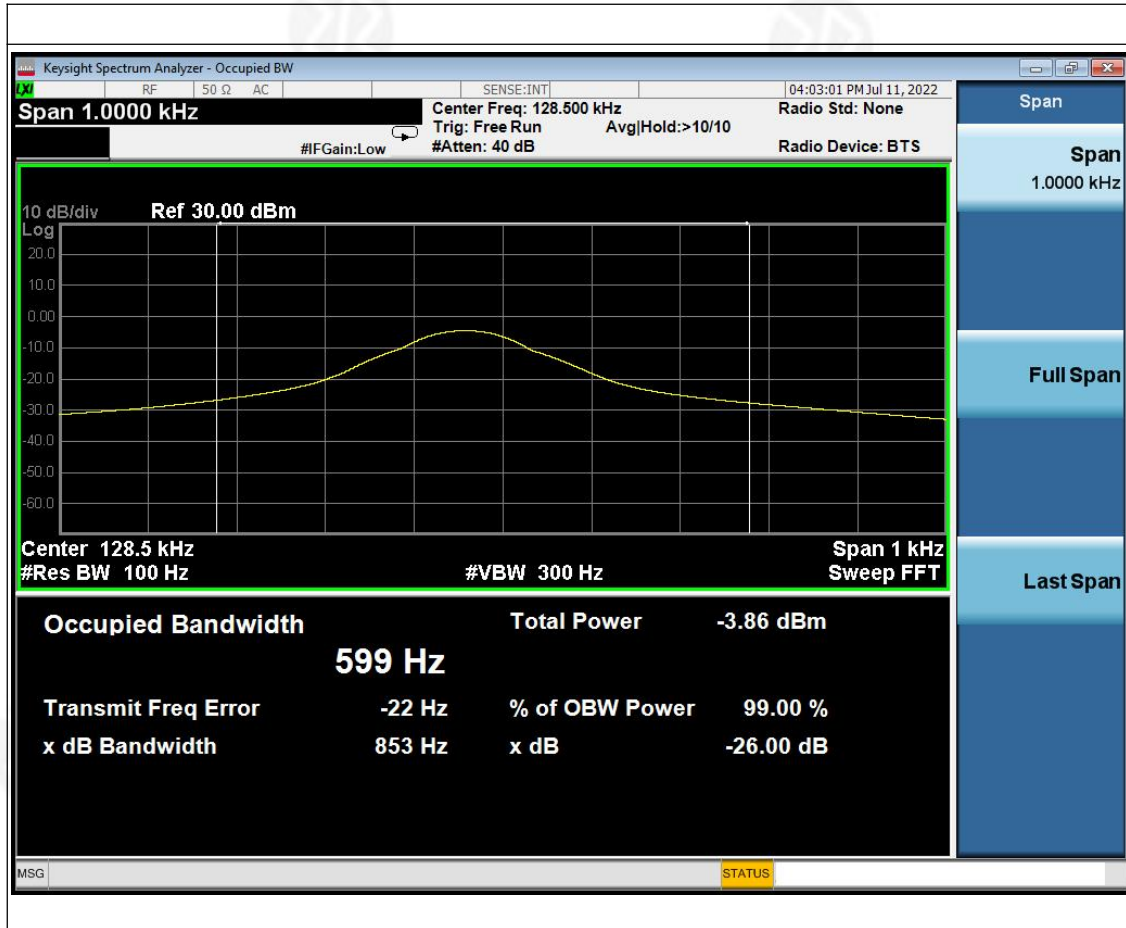 Keysight Spectrum Analyzer - Occupied BW
LXI RF 50 Ω AC SENSE:INT 04:03:01 PM Jul 11, 2022
Span 1.0000 kHz
Center Freq: 128.500 kHz Radio Std: None
Trig: Free Run Avg|Hold:>10/10
#IFGain:Low #Atten: 40 dB Radio Device: BTS
10 dB/div Ref 30.00 dBm
Log
20.0
10.0
0.00
-10.0
-20.0
-30.0
-40.0
-50.0
-60.0
Center 128.5 kHz Span 1 kHz
#Res BW 100 Hz #VBW 300 Hz Sweep FFT
Occupied Bandwidth Total Power -3.86 dBm
599 Hz
Transmit Freq Error -22 Hz % of OBW Power 99.00 %
x dB Bandwidth 853 Hz x dB -26.00 dB
MSG STATUS
Span
Span
1.0000 kHz
Full Span
Last Span